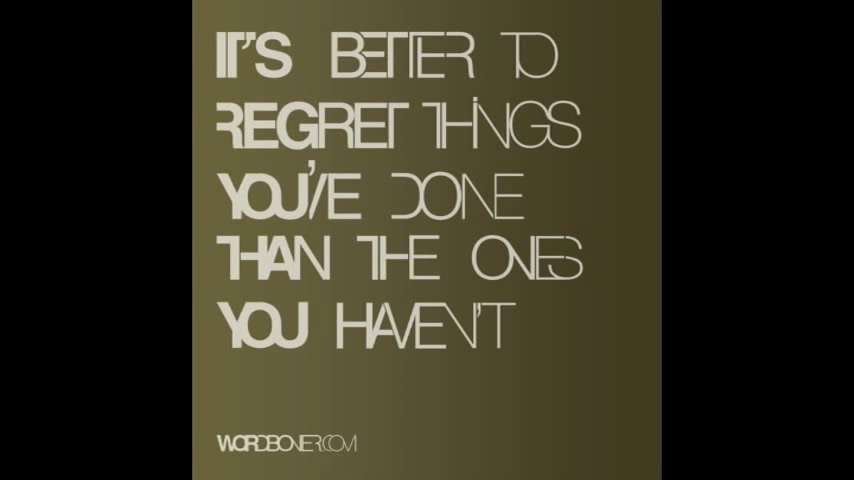 IT'S BETTER TO
REGRET THiNGS
YOU'VE DONE
THAN THE ONES
YOU HAVEN'T
WORDBONER.COM